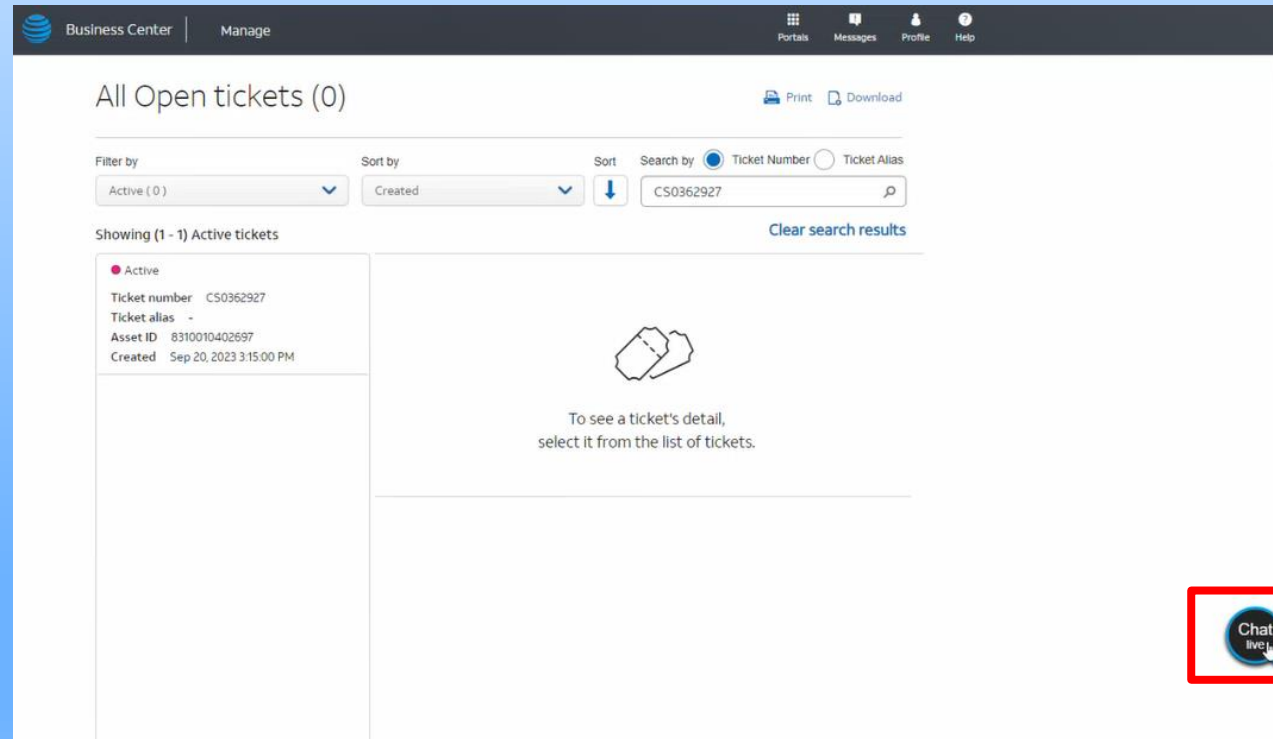 Business Center Manage
Portals Messages Profile Help
All Open tickets (0)
Print Download
Filter by Sort by Sort Search by Ticket Number Ticket Alias
Active ( 0 ) Created CS0362927
Showing (1 - 1) Active tickets
Clear search results
Active
Ticket number CS0362927
Ticket alias -
Asset ID 8310010402697
Created Sep 20, 2023 3:15:00 PM
To see a ticket's detail,
select it from the list of tickets.
Chat
live